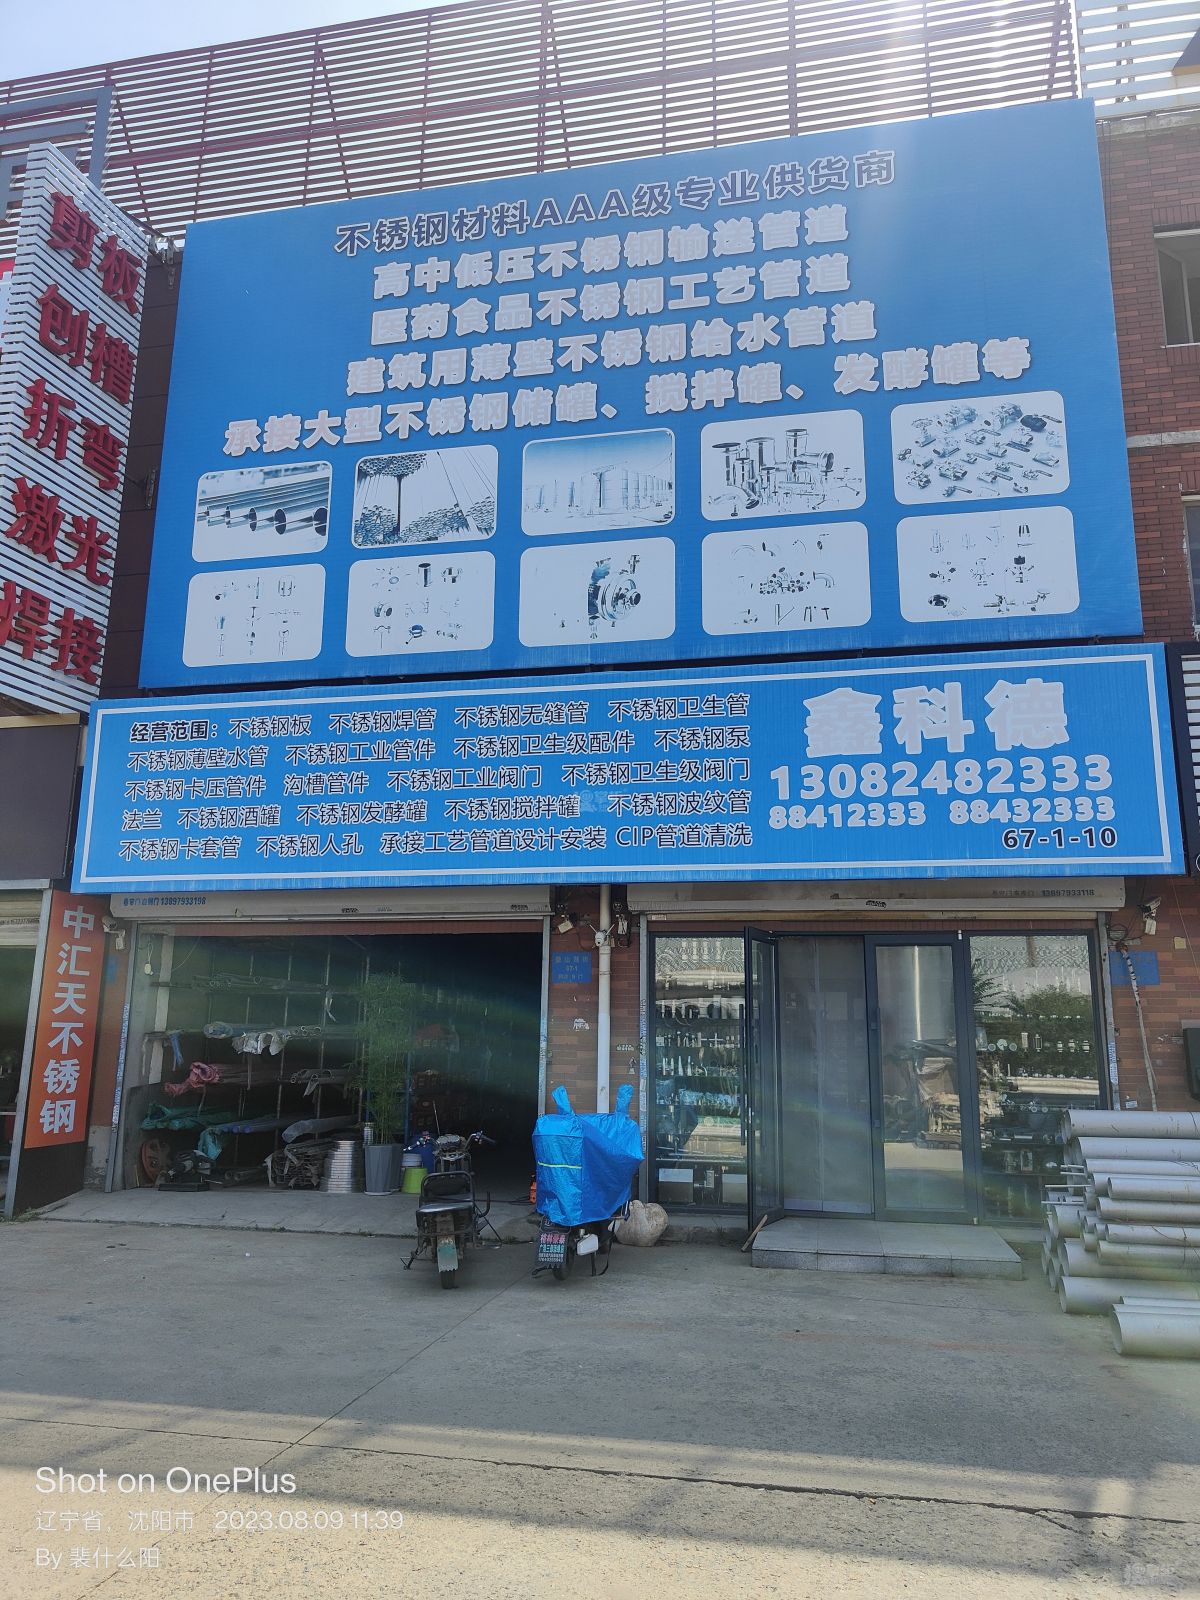 不锈钢材料AAA级专业供货商
高中低压不锈钢输送管道
医药食品不锈钢工艺管道
建筑用薄壁不锈钢给水管道
承接大型不锈钢储罐、搅拌罐、发酵罐等
剪板
刨槽
折弯
激光
焊接
经营范围：不锈钢板 不锈钢焊管 不锈钢无缝管 不锈钢卫生管
不锈钢薄壁水管 不锈钢工业管件 不锈钢卫生级配件 不锈钢泵
不锈钢卡压管件 沟槽管件 不锈钢工业阀门 不锈钢卫生级阀门
法兰 不锈钢酒罐 不锈钢发酵罐 不锈钢搅拌罐 不锈钢波纹管
不锈钢卡套管 不锈钢人孔 承接工艺管道设计安装 CIP管道清洗
鑫科德
13082482333
88412333 88432333
67-1-10
13897933118
中汇天不锈钢
67-1
Shot on OnePlus
辽宁省，沈阳市 2023.08.09 11:39
By 裴什么阳